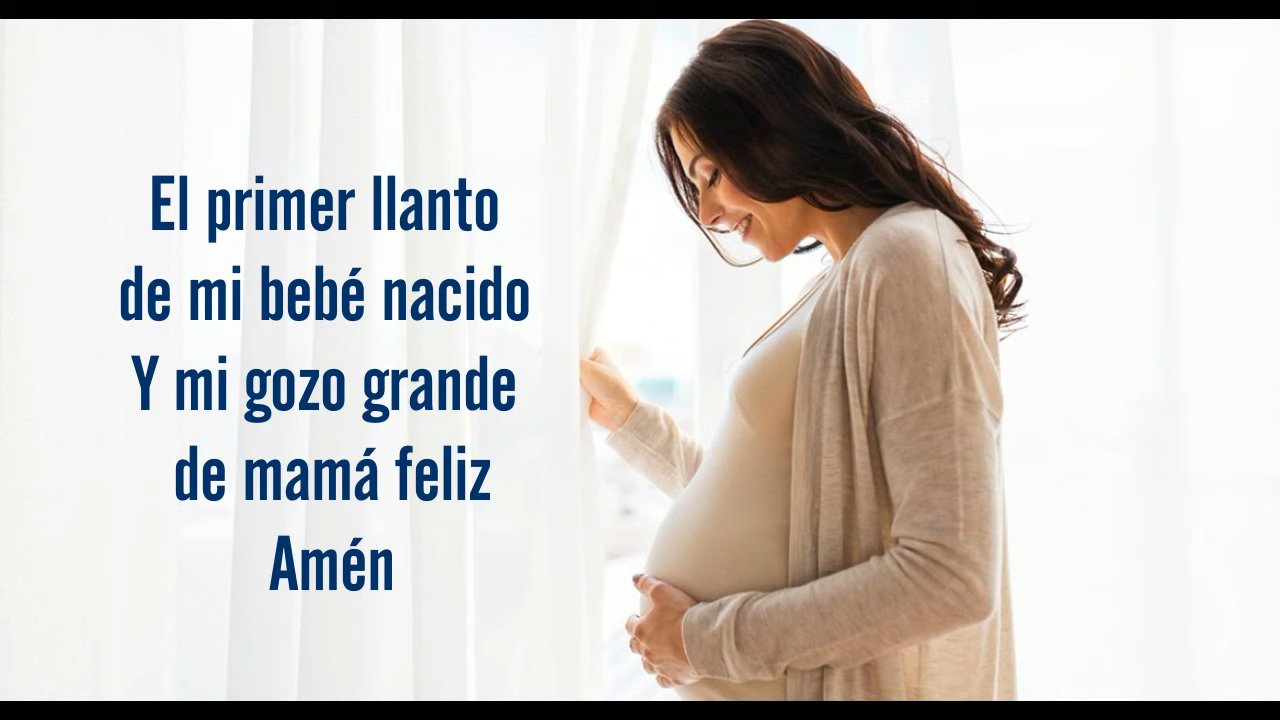 El primer llanto
de mi bebé nacido
Y mi gozo grande
de mamá feliz
Amén